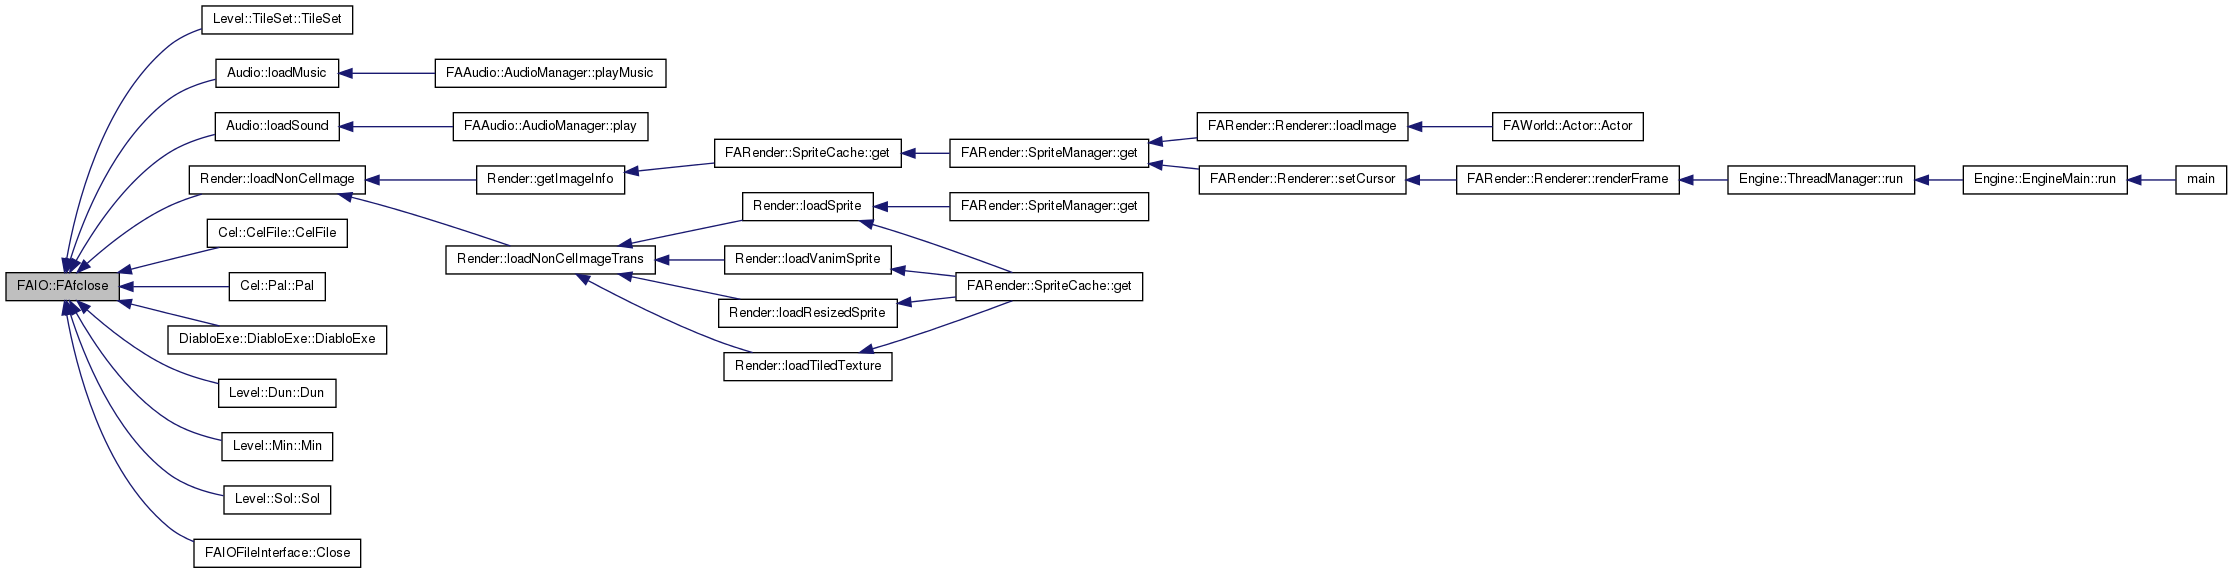 Level::TileSet::TileSet
Audio::loadMusic
FAAudio::AudioManager::playMusic
Audio::loadSound
FAAudio::AudioManager::play
FARender::Renderer::loadImage
FAWorld::Actor::Actor
FARender::SpriteCache::get
FARender::SpriteManager::get
Render::loadNonCelImage
Render::getImageInfo
FARender::Renderer::setCursor
FARender::Renderer::renderFrame
Engine::ThreadManager::run
Engine::EngineMain::run
main
Render::loadSprite
FARender::SpriteManager::get
Cel::CelFile::CelFile
Render::loadNonCelImageTrans
Render::loadVanimSprite
FAIO::FAfclose
Cel::Pal::Pal
FARender::SpriteCache::get
Render::loadResizedSprite
DiabloExe::DiabloExe::DiabloExe
Render::loadTiledTexture
Level::Dun::Dun
Level::Min::Min
Level::Sol::Sol
FAIOFileInterface::Close